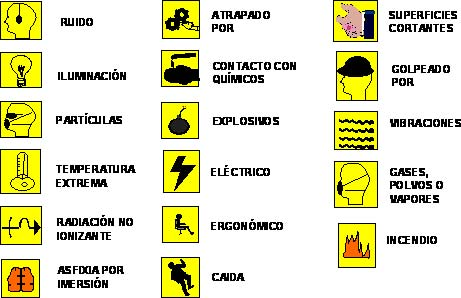 RUIDO
ILUMINACIÓN
PARTÍCULAS
TEMPERATURA
EXTREMA
RADIACIÓN NO
IONIZANTE
ASFIXIA POR
IMERSIÓN
ATRAPADO
POR
CONTACTO CON
QUÍMICOS
EXPLOSIVOS
ELÉCTRICO
ERGONÓMICO
CAIDA
SUPERFICIES
CORTANTES
GOLPEADO
POR
VIBRACIONES
GASES,
POLVOS O
VAPORES
INCENDIO